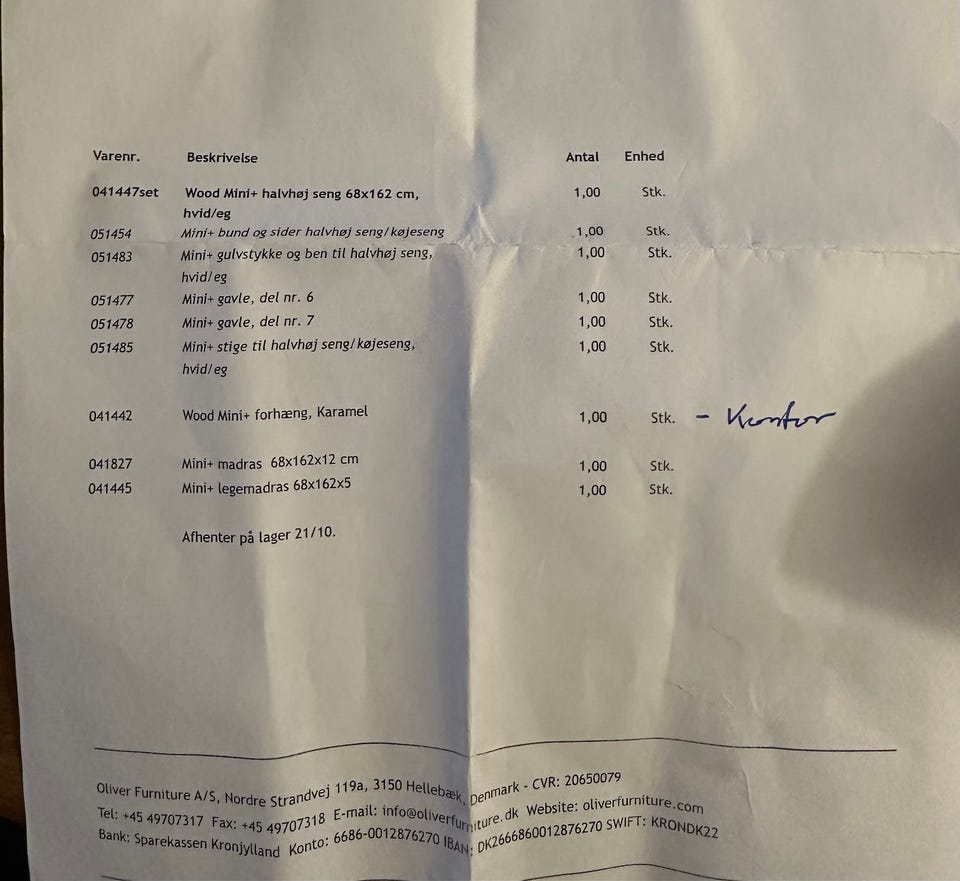 Varenr. Beskrivelse Antal Enhed
041447set Wood Mini+ halvhøj seng 68x162 cm, 1,00 Stk.
hvid/eg
051454 Mini+ bund og sider halvhøj seng/køjeseng 1,00 Stk.
051483 Mini+ gulvstykke og ben til halvhøj seng, 1,00 Stk.
hvid/eg
051477 Mini+ gavle, del nr. 6 1,00 Stk.
051478 Mini+ gavle, del nr. 7 1,00 Stk.
051485 Mini+ stige til halvhøj seng/køjeseng, 1,00 Stk.
hvid/eg
041442 Wood Mini+ forhæng, Karamel 1,00 Stk. - Kontor
041827 Mini+ madras 68x162x12 cm 1,00 Stk.
041445 Mini+ legemadras 68x162x5 1,00 Stk.
Afhenter på lager 21/10.
Oliver Furniture A/S, Nordre Strandvej 119a, 3150 Hellebæk, Denmark - CVR: 20650079
Tel: +45 49707317 Fax: +45 49707318 E-mail: info@oliverfurniture.dk Website: oliverfurniture.com
Bank: Sparekassen Kronjylland Konto: 6686-0012876270 IBAN: DK2666860012876270 SWIFT: KRONDK22